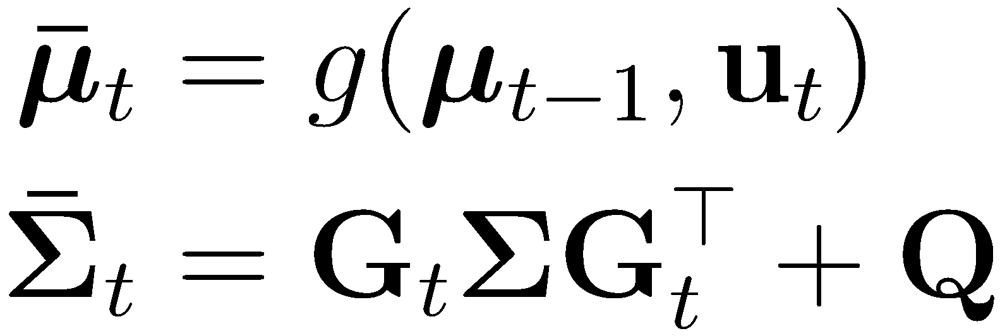 μ̄ₜ = g(μₜ₋₁, uₜ)
Σ̄ₜ = GₜΣGₜ⊤ + Q